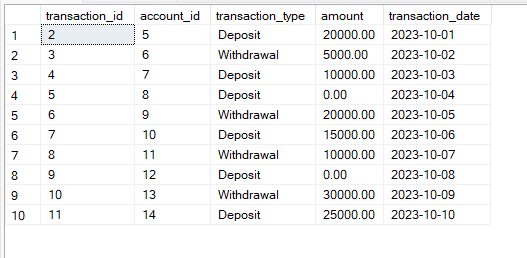 transaction_id account_id transaction_type amount transaction_date
1 2 5 Deposit 20000.00 2023-10-01
2 3 6 Withdrawal 5000.00 2023-10-02
3 4 7 Deposit 10000.00 2023-10-03
4 5 8 Deposit 0.00 2023-10-04
5 6 9 Withdrawal 20000.00 2023-10-05
6 7 10 Deposit 15000.00 2023-10-06
7 8 11 Withdrawal 10000.00 2023-10-07
8 9 12 Deposit 0.00 2023-10-08
9 10 13 Withdrawal 30000.00 2023-10-09
10 11 14 Deposit 25000.00 2023-10-10